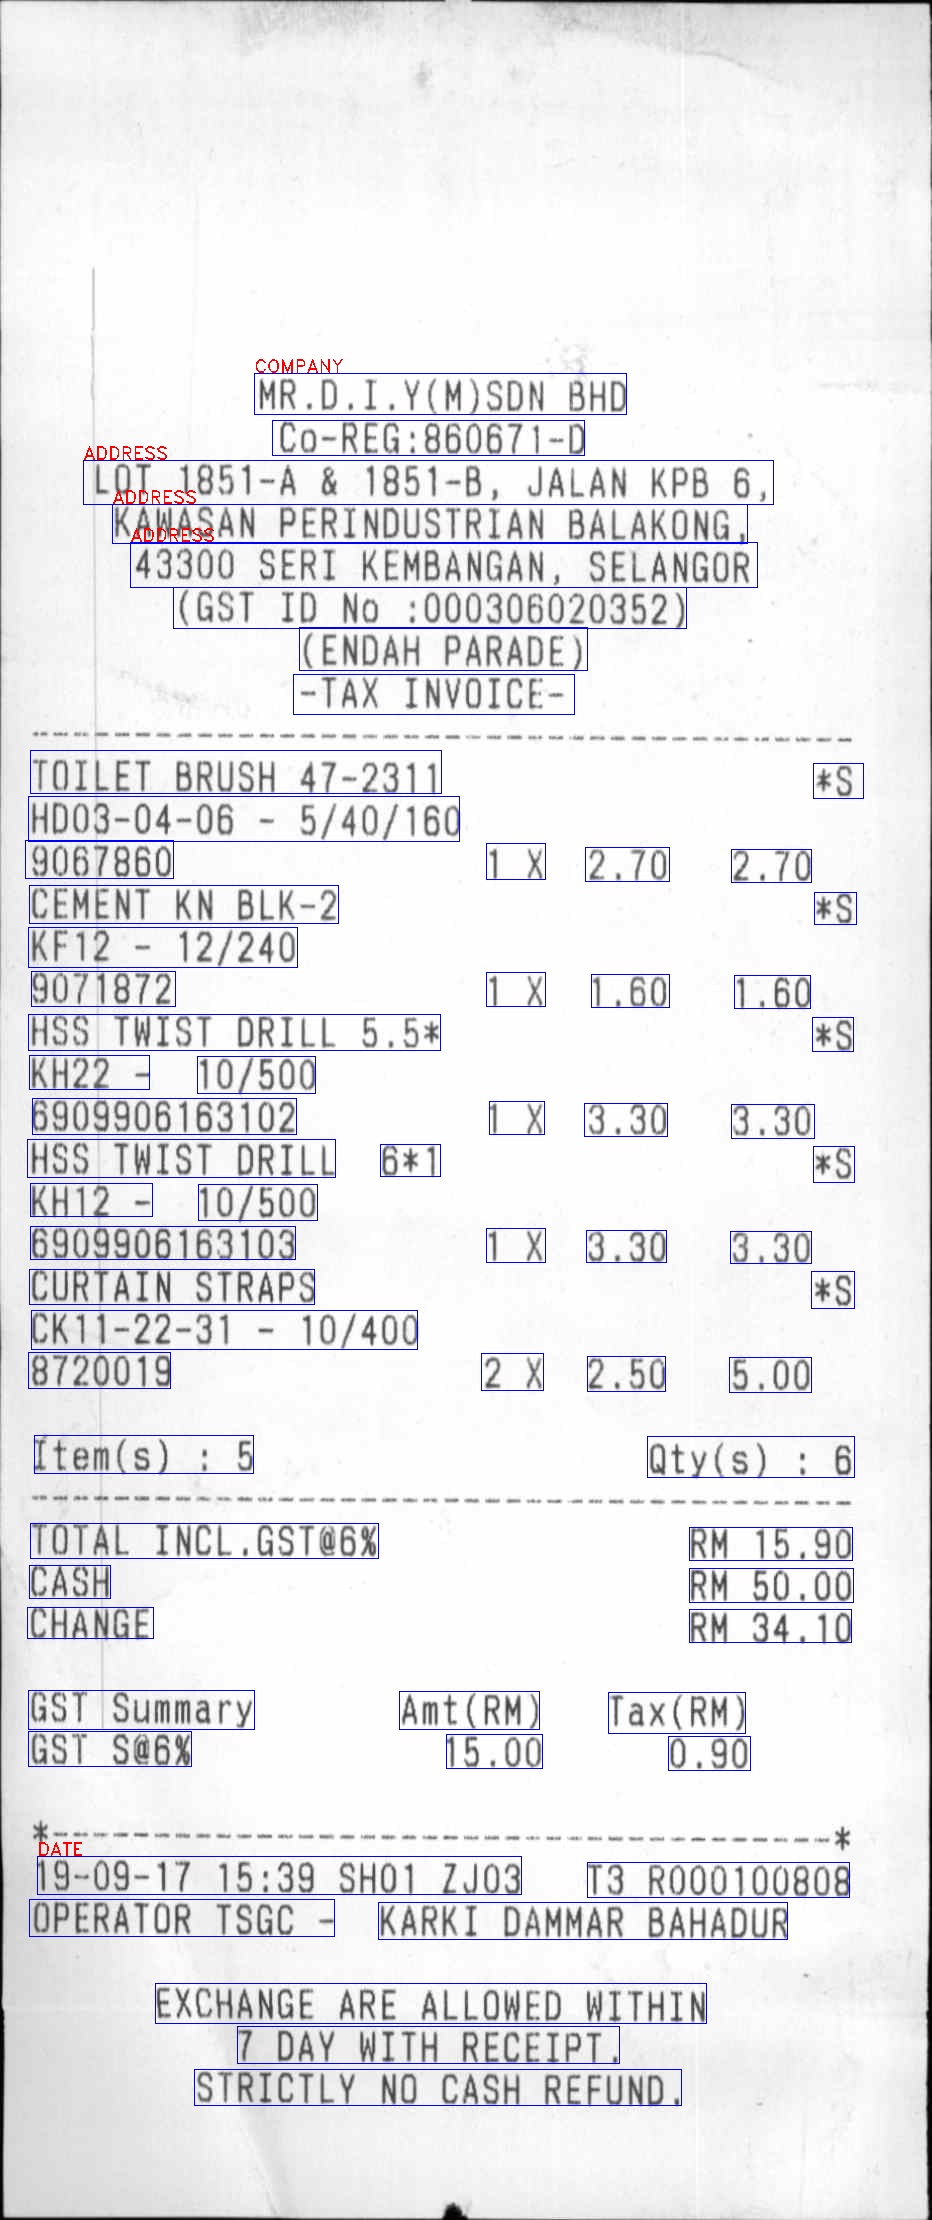 COMPANY
MR.D.I.Y(M)SDN BHD
Co-REG:860671-D
ADDRESS
LOT 1851-A & 1851-B, JALAN KPB 6,
ADDRESS
KAWASAN PERINDUSTRIAN BALAKONG,
ADDRESS
43300 SERI KEMBANGAN, SELANGOR
(GST ID No :000306020352)
(ENDAH PARADE)
-TAX INVOICE-
TOILET BRUSH 47-2311 *S
HD03-04-06 - 5/40/160
9067860 1 X 2.70 2.70
CEMENT KN BLK-2 *S
KF12 - 12/240
9071872 1 X 1.60 1.60
HSS TWIST DRILL 5.5* *S
KH22 - 10/500
6909906163102 1 X 3.30 3.30
HSS TWIST DRILL 6*1 *S
KH12 - 10/500
6909906163103 1 X 3.30 3.30
CURTAIN STRAPS *S
CK11-22-31 - 10/400
8720019 2 X 2.50 5.00
Item(s) : 5 Qty(s) : 6
TOTAL INCL.GST@6% RM 15.90
CASH RM 50.00
CHANGE RM 34.10
GST Summary Amt(RM) Tax(RM)
GST S@6% 15.00 0.90
*--------------------------------------*
DATE
19-09-17 15:39 SH01 ZJ03 T3 R000100808
OPERATOR TSGC - KARKI DAMMAR BAHADUR
EXCHANGE ARE ALLOWED WITHIN
7 DAY WITH RECEIPT.
STRICTLY NO CASH REFUND.